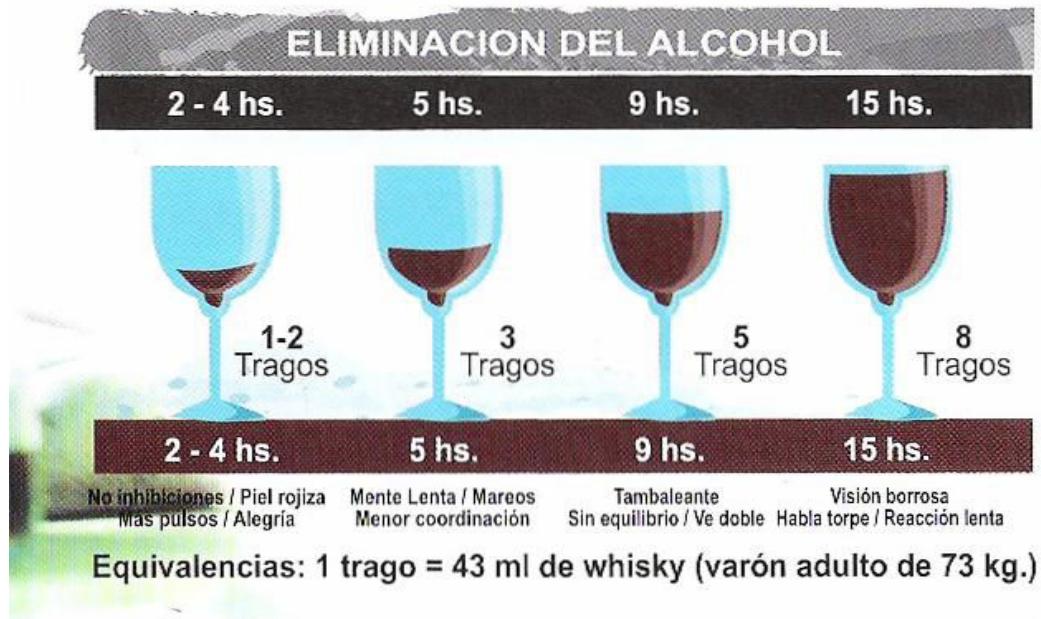 ELIMINACION DEL ALCOHOL
2 - 4 hs. 5 hs. 9 hs. 15 hs.
1-2 3 5 8
Tragos Tragos Tragos Tragos
2 - 4 hs. 5 hs. 9 hs. 15 hs.
No inhibiciones / Piel rojiza Mente Lenta / Mareos Tambaleante Visión borrosa
Mas pulsos / Alegría Menor coordinación Sin equilibrio / Ve doble Habla torpe / Reacción lenta
Equivalencias: 1 trago = 43 ml de whisky (varón adulto de 73 kg.)